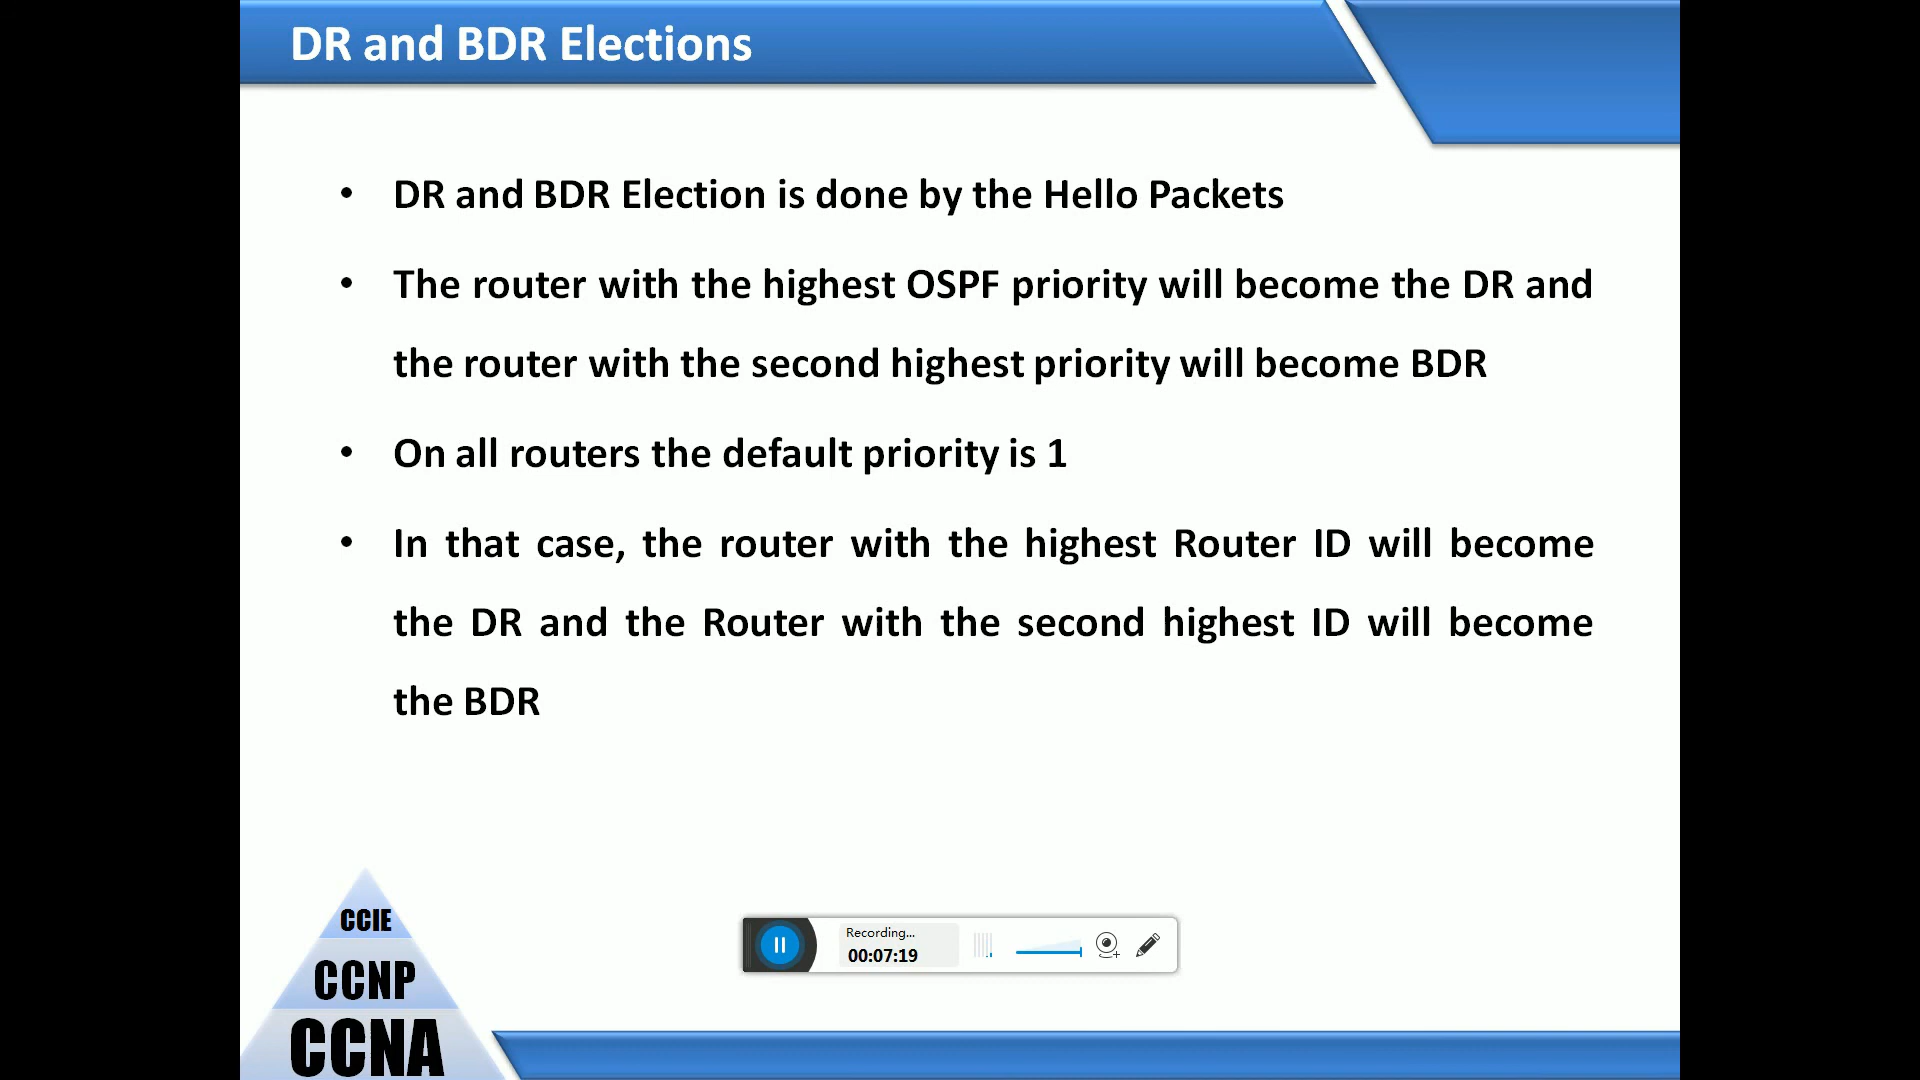 DR and BDR Elections
• DR and BDR Election is done by the Hello Packets
• The router with the highest OSPF priority will become the DR and
the router with the second highest priority will become BDR
• On all routers the default priority is 1
• In that case, the router with the highest Router ID will become
the DR and the Router with the second highest ID will become
the BDR
CCIE
CCNP
CCNA
Recording...
00:07:19